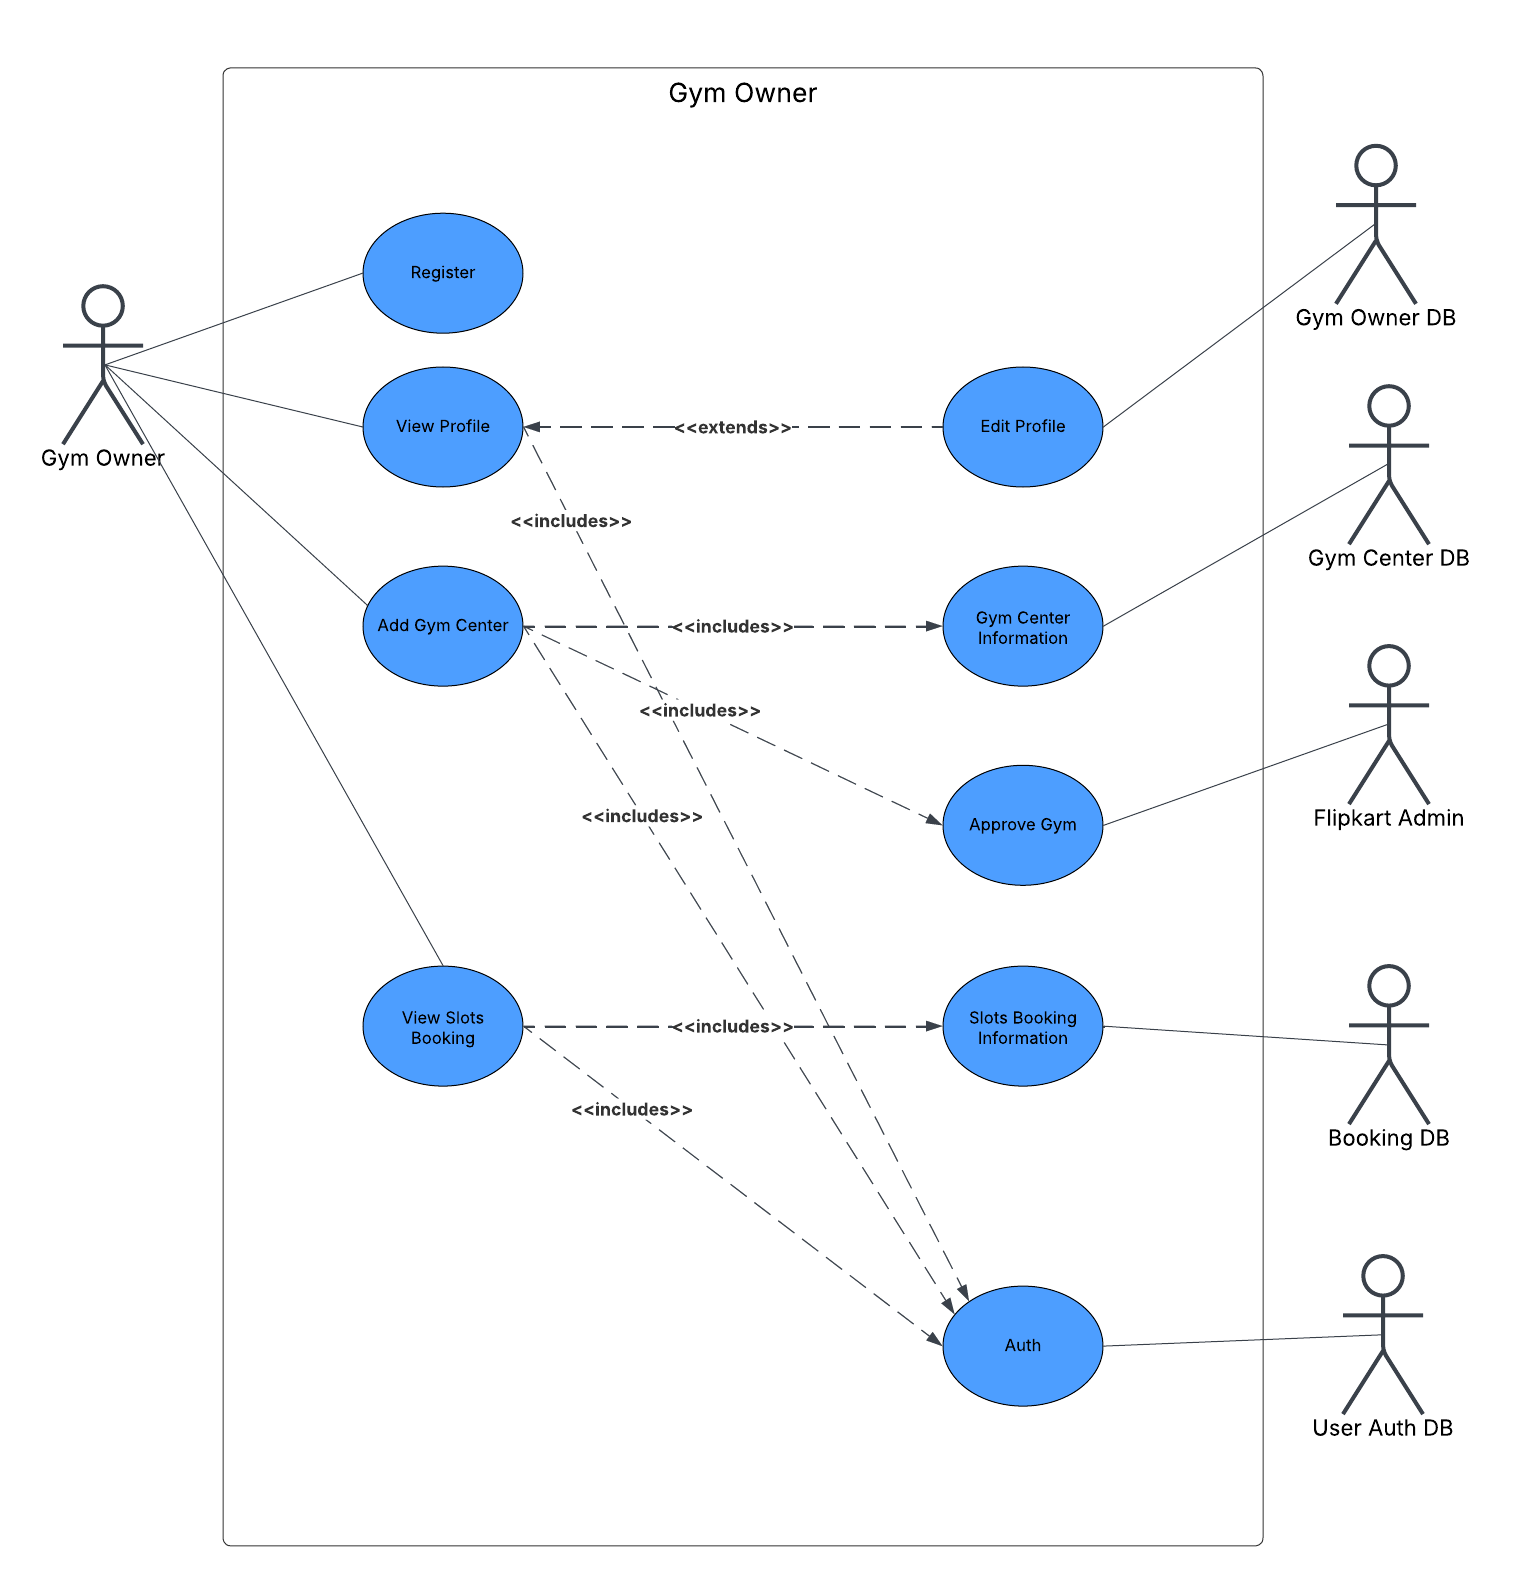 Gym Owner
Register
Gym Owner DB
View Profile
<<extends>>
Edit Profile
Gym Owner
<<includes>>
Gym Center DB
Add Gym Center
<<includes>>
Gym Center
Information
<<includes>>
<<includes>>
Approve Gym
Flipkart Admin
View Slots
Booking
<<includes>>
Slots Booking
Information
<<includes>>
Booking DB
Auth
User Auth DB